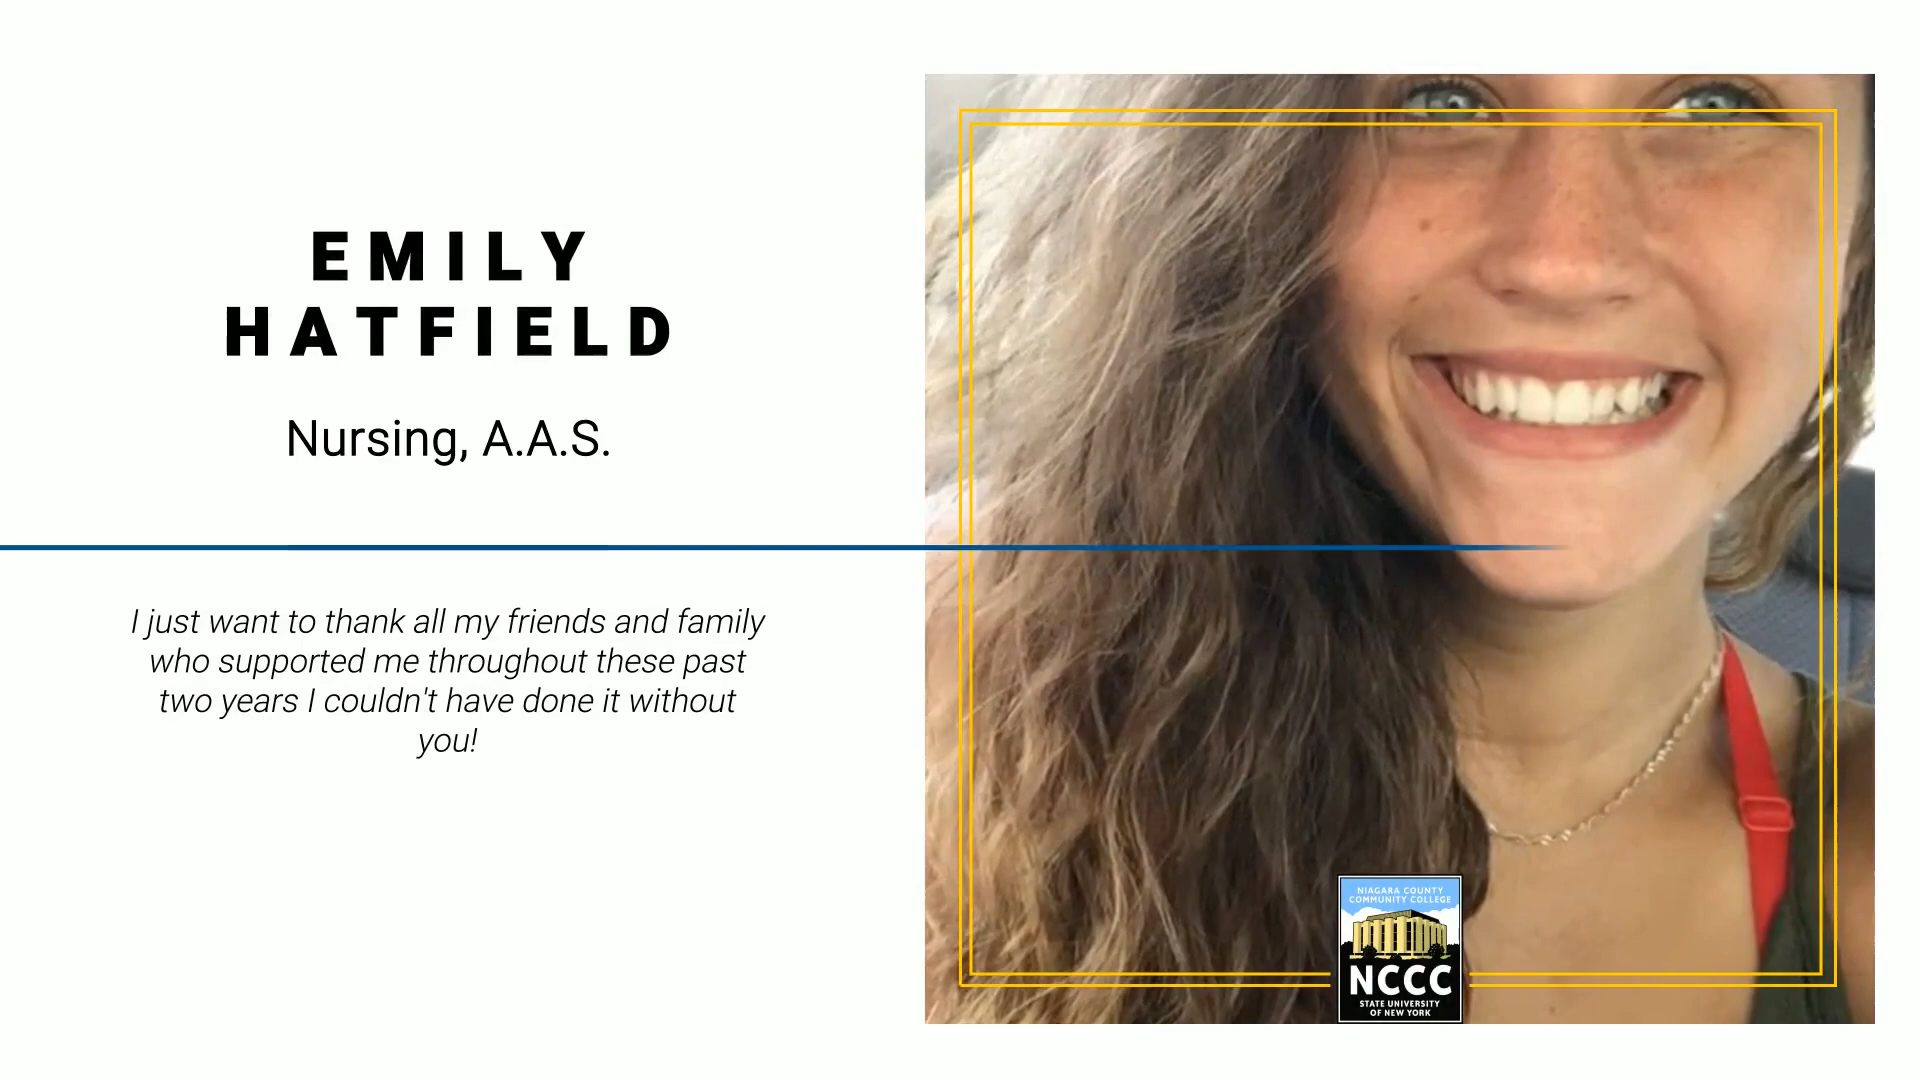 EMILY
HATFIELD
Nursing, A.A.S.
I just want to thank all my friends and family
who supported me throughout these past
two years I couldn't have done it without
you!
NIAGARA COUNTY
COMMUNITY COLLEGE
NCCC
STATE UNIVERSITY
OF NEW YORK